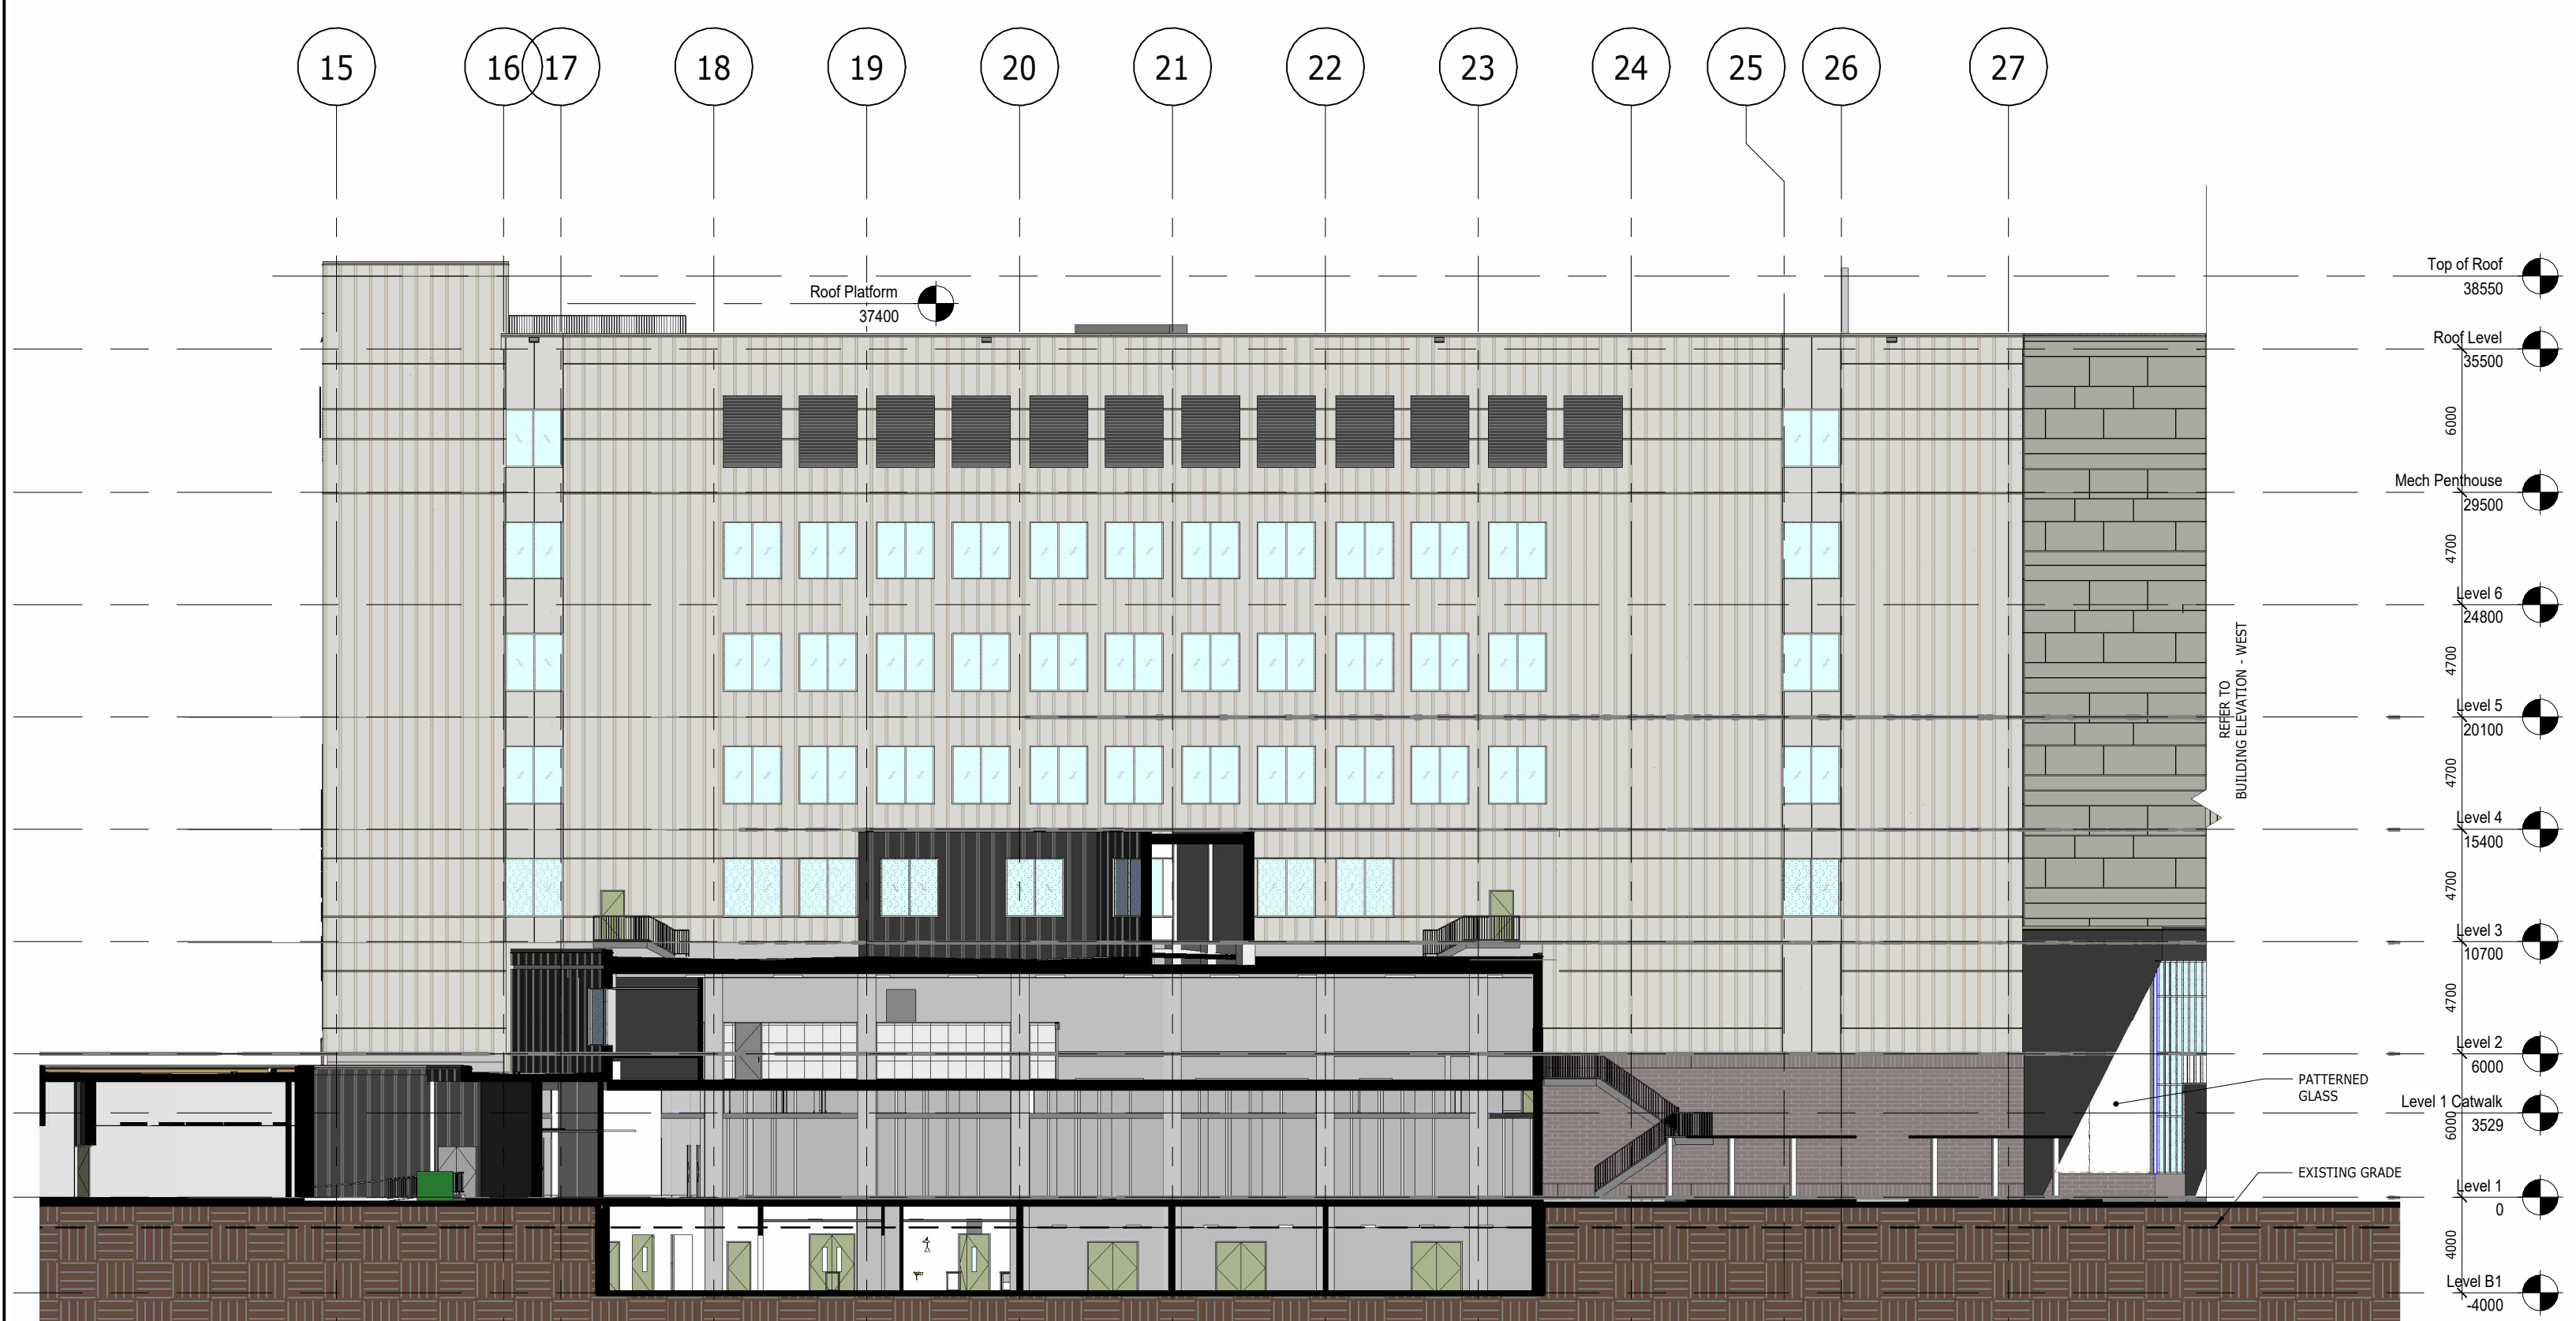 15 16 17 18 19 20 21 22 23 24 25 26 27
Top of Roof
38550
Roof Platform
37400
Roof Level
35500
6000
Mech Penthouse
29500
4700
Level 6
24800
4700
REFER TO
BUILDING ELEVATION - WEST
Level 5
20100
4700
Level 4
15400
4700
Level 3
10700
4700
Level 2
6000
PATTERNED
GLASS
Level 1 Catwalk
3529
6000
EXISTING GRADE
Level 1
0
4000
Level B1
-4000